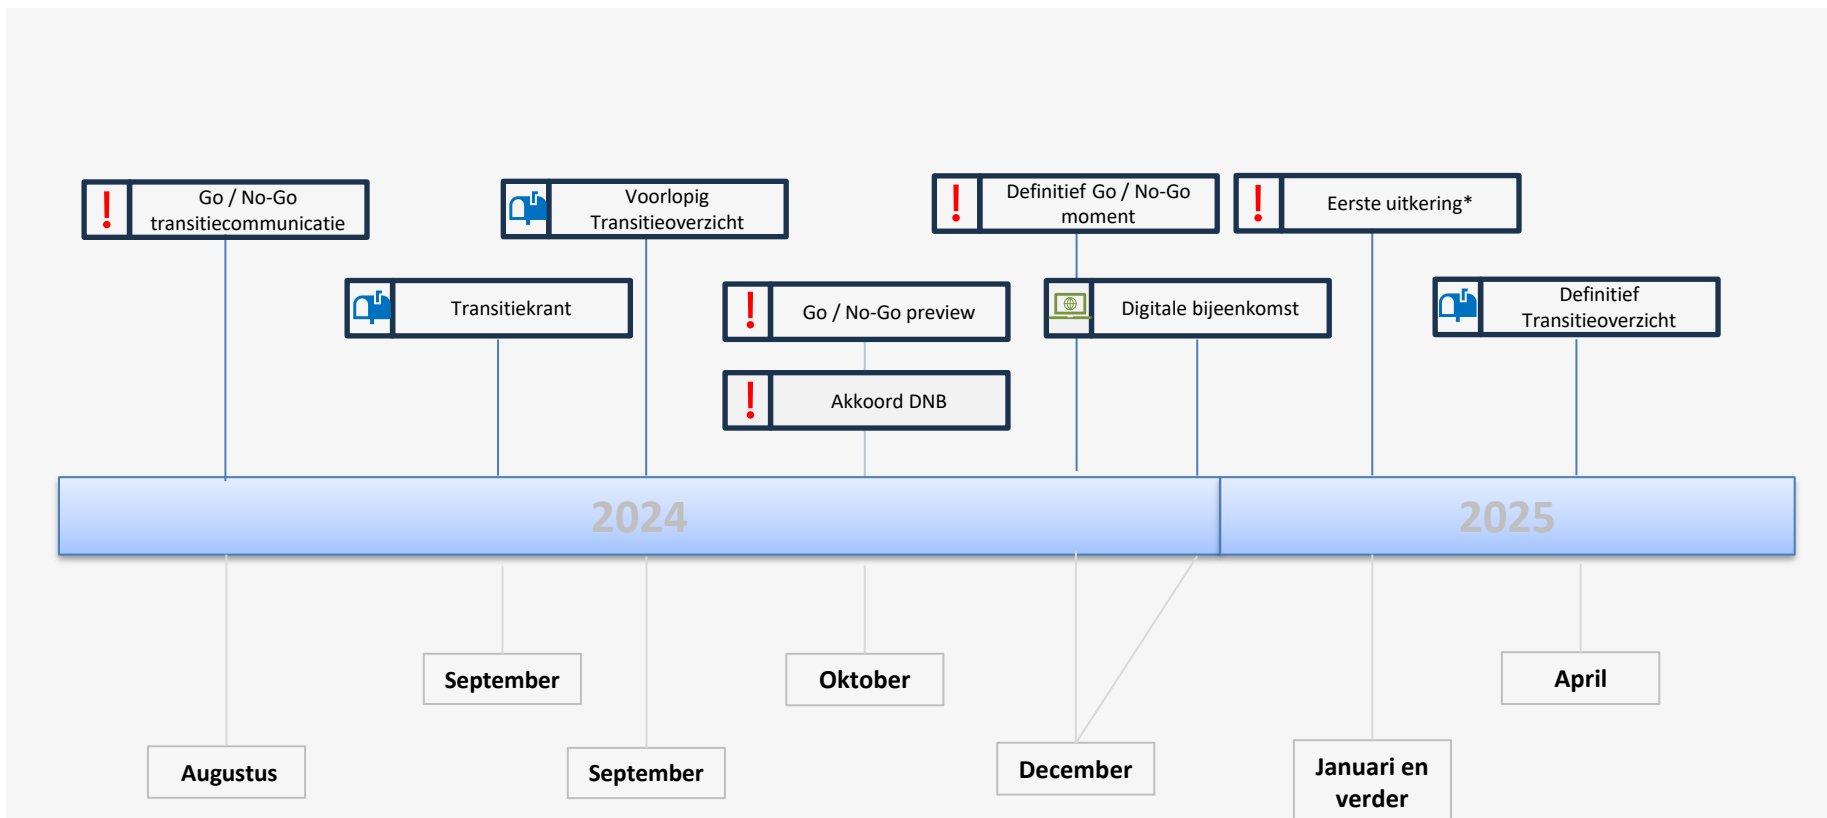 Go / No-Go
transitiecommunicatie
Voorlopig
Transitieoverzicht
Definitief Go / No-Go
moment
Eerste uitkering*
Transitiekrant
Go / No-Go preview
Digitale bijeenkomst
Definitief
Transitieoverzicht
Akkoord DNB
2024
2025
September
Oktober
April
Augustus
September
December
Januari en
verder